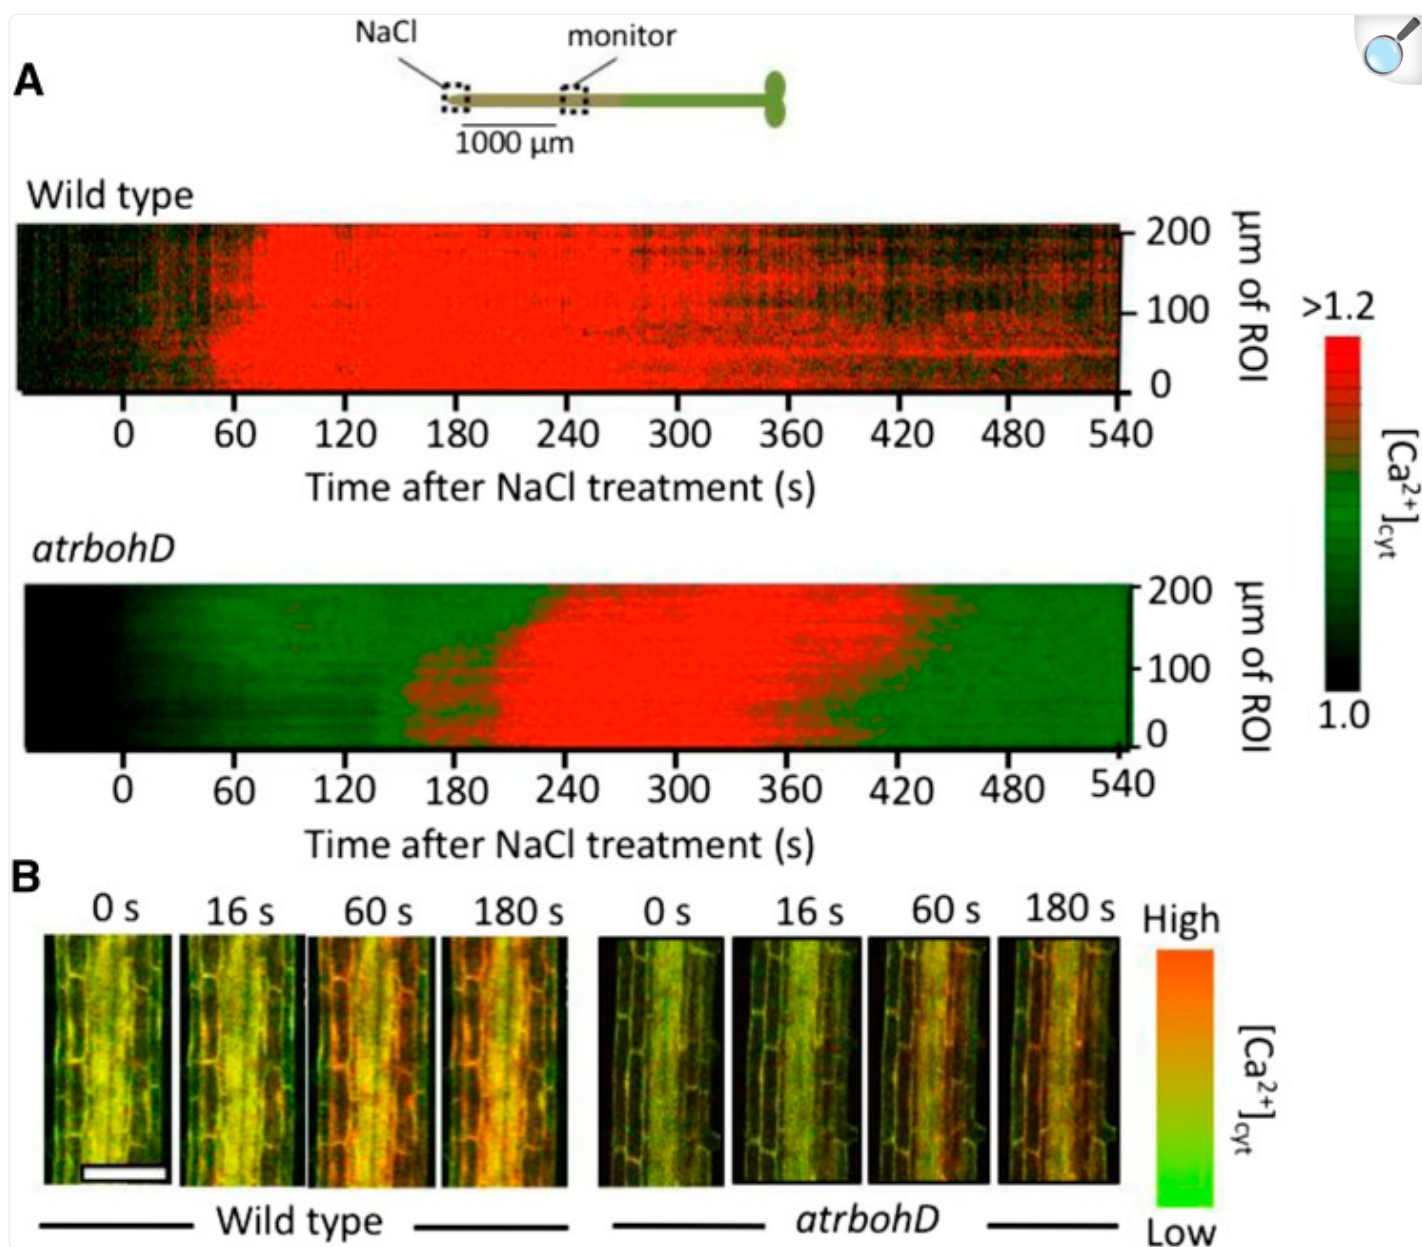 A
NaCl
monitor
1000 µm
Wild type
200
100
0
µm of ROI
0 60 120 180 240 300 360 420 480 540
Time after NaCl treatment (s)
>1.2
[Ca²⁺]cyt
1.0
atrbohD
200
100
0
µm of ROI
0 60 120 180 240 300 360 420 480 540
Time after NaCl treatment (s)
B
0 s 16 s 60 s 180 s 0 s 16 s 60 s 180 s
High
[Ca²⁺]cyt
Low
Wild type atrbohD